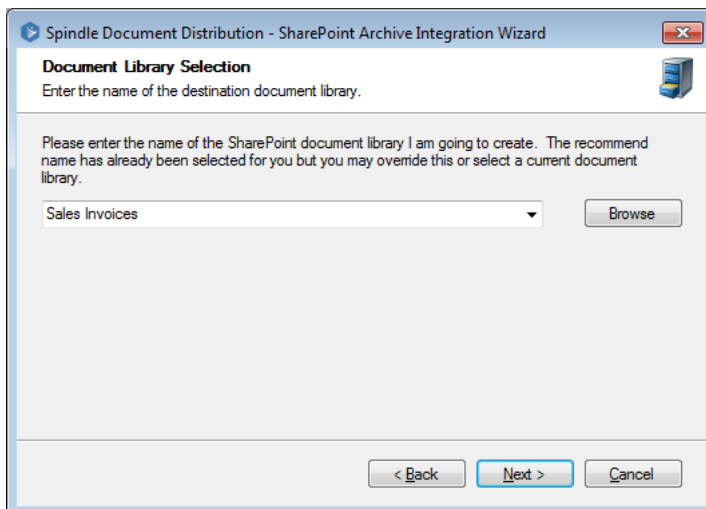 Spindle Document Distribution - SharePoint Archive Integration Wizard
Document Library Selection
Enter the name of the destination document library.
Please enter the name of the SharePoint document library I am going to create. The recommend
name has already been selected for you but you may override this or select a current document
library.
Sales Invoices
Browse
< Back
Next >
Cancel